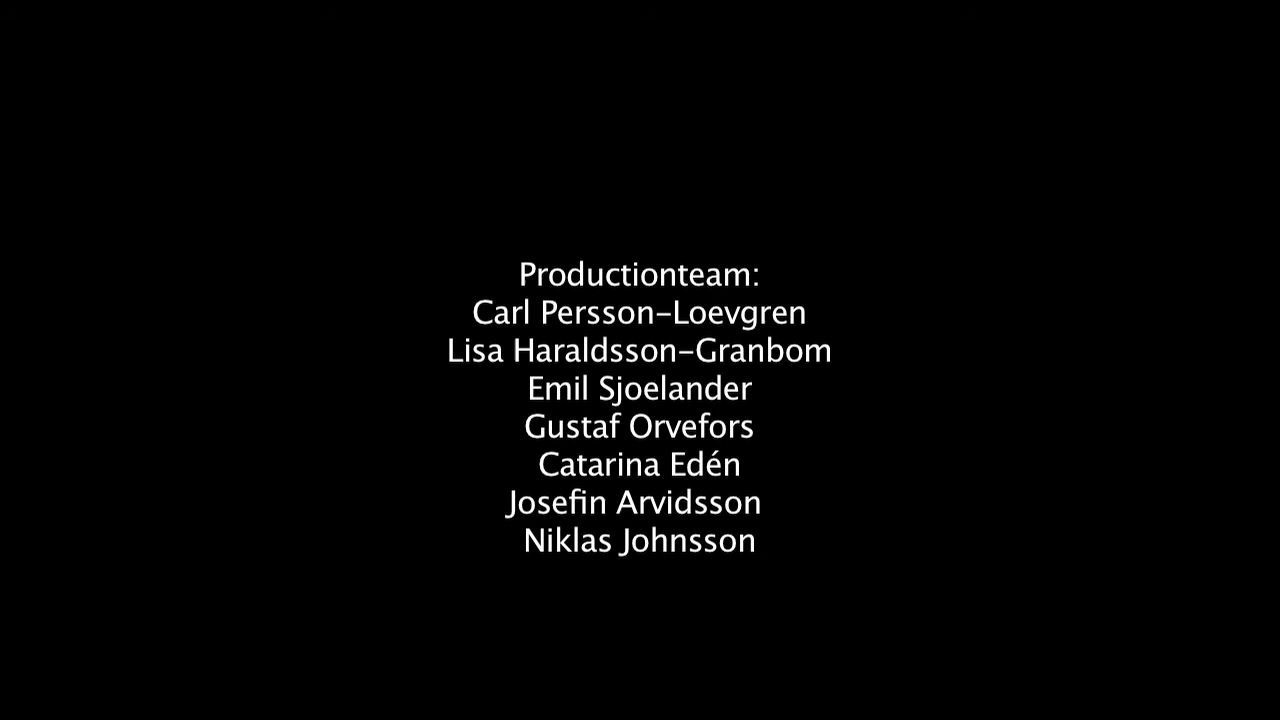 Productionteam:
Carl Persson-Loevgren
Lisa Haraldsson-Granbom
Emil Sjoelander
Gustaf Orvefors
Catarina Edén
Josefin Arvidsson
Niklas Johnsson